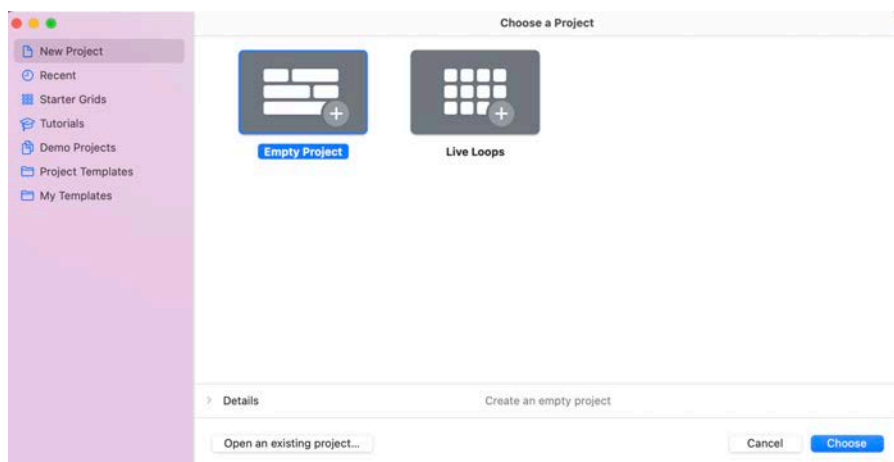 Choose a Project
New Project
Recent
Starter Grids
Tutorials
Demo Projects
Project Templates
My Templates
Empty Project
Live Loops
Details
Create an empty project
Open an existing project...
Cancel
Choose